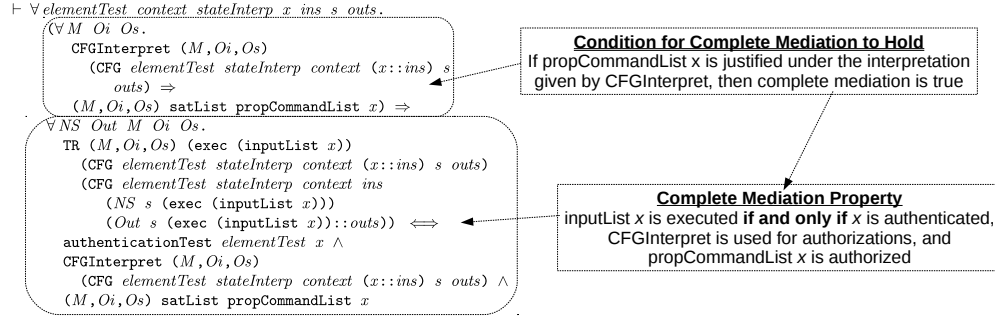 ⊢ ∀ elementTest context stateInterp x ins s outs.
(∀ M Oi Os.
CFGInterpret (M,Oi,Os)
(CFG elementTest stateInterp context (x::ins) s
outs) ⇒
(M,Oi,Os) satList propCommandList x) ⇒
∀ NS Out M Oi Os.
TR (M,Oi,Os) (exec (inputList x))
(CFG elementTest stateInterp context (x::ins) s outs)
(CFG elementTest stateInterp context ins
(NS s (exec (inputList x)))
(Out s (exec (inputList x))::outs)) ⇔
authenticationTest elementTest x ∧
CFGInterpret (M,Oi,Os)
(CFG elementTest stateInterp context (x::ins) s outs) ∧
(M,Oi,Os) satList propCommandList x
Condition for Complete Mediation to Hold
If propCommandList x is justified under the interpretation
given by CFGInterpret, then complete mediation is true
Complete Mediation Property
inputList x is executed if and only if x is authenticated,
CFGInterpret is used for authorizations, and
propCommandList x is authorized